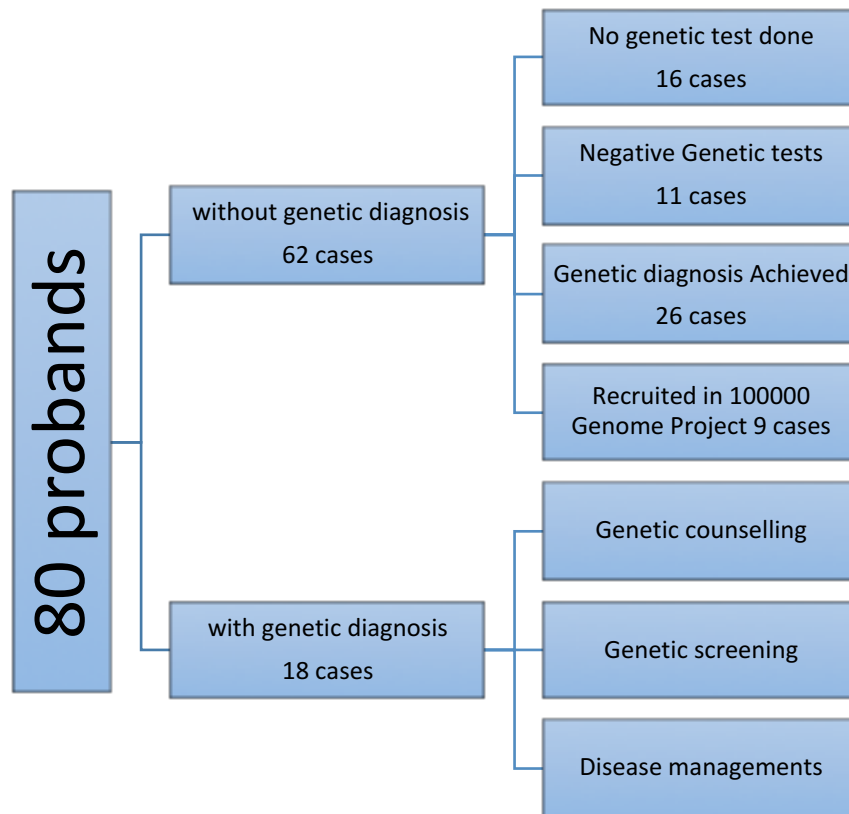 80 probands
without genetic diagnosis
62 cases
with genetic diagnosis
18 cases
No genetic test done
16 cases
Negative Genetic tests
11 cases
Genetic diagnosis Achieved
26 cases
Recruited in 100000
Genome Project 9 cases
Genetic counselling
Genetic screening
Disease managements